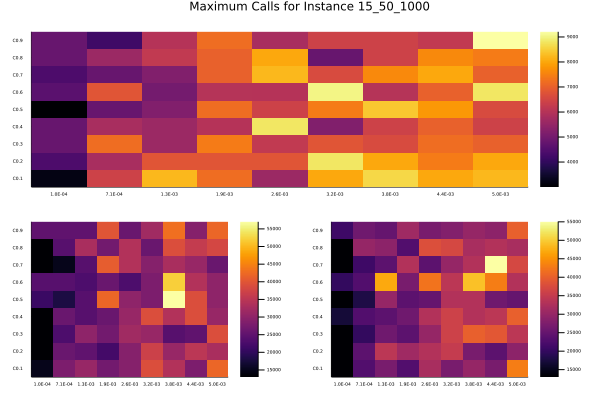 Maximum Calls for Instance 15_50_1000
C0.9
C0.8
C0.7
C0.6
C0.5
C0.4
C0.3
C0.2
C0.1
1.0E-04 7.1E-04 1.3E-03 1.9E-03 2.6E-03 3.2E-03 3.8E-03 4.4E-03 5.0E-03
9000
8000
7000
6000
5000
4000
C0.9
C0.8
C0.7
C0.6
C0.5
C0.4
C0.3
C0.2
C0.1
1.0E-04 7.1E-04 1.3E-03 1.9E-03 2.6E-03 3.2E-03 3.8E-03 4.4E-03 5.0E-03
55000
50000
45000
40000
35000
30000
25000
20000
15000
C0.9
C0.8
C0.7
C0.6
C0.5
C0.4
C0.3
C0.2
C0.1
1.0E-04 7.1E-04 1.3E-03 1.9E-03 2.6E-03 3.2E-03 3.8E-03 4.4E-03 5.0E-03
55000
50000
45000
40000
35000
30000
25000
20000
15000